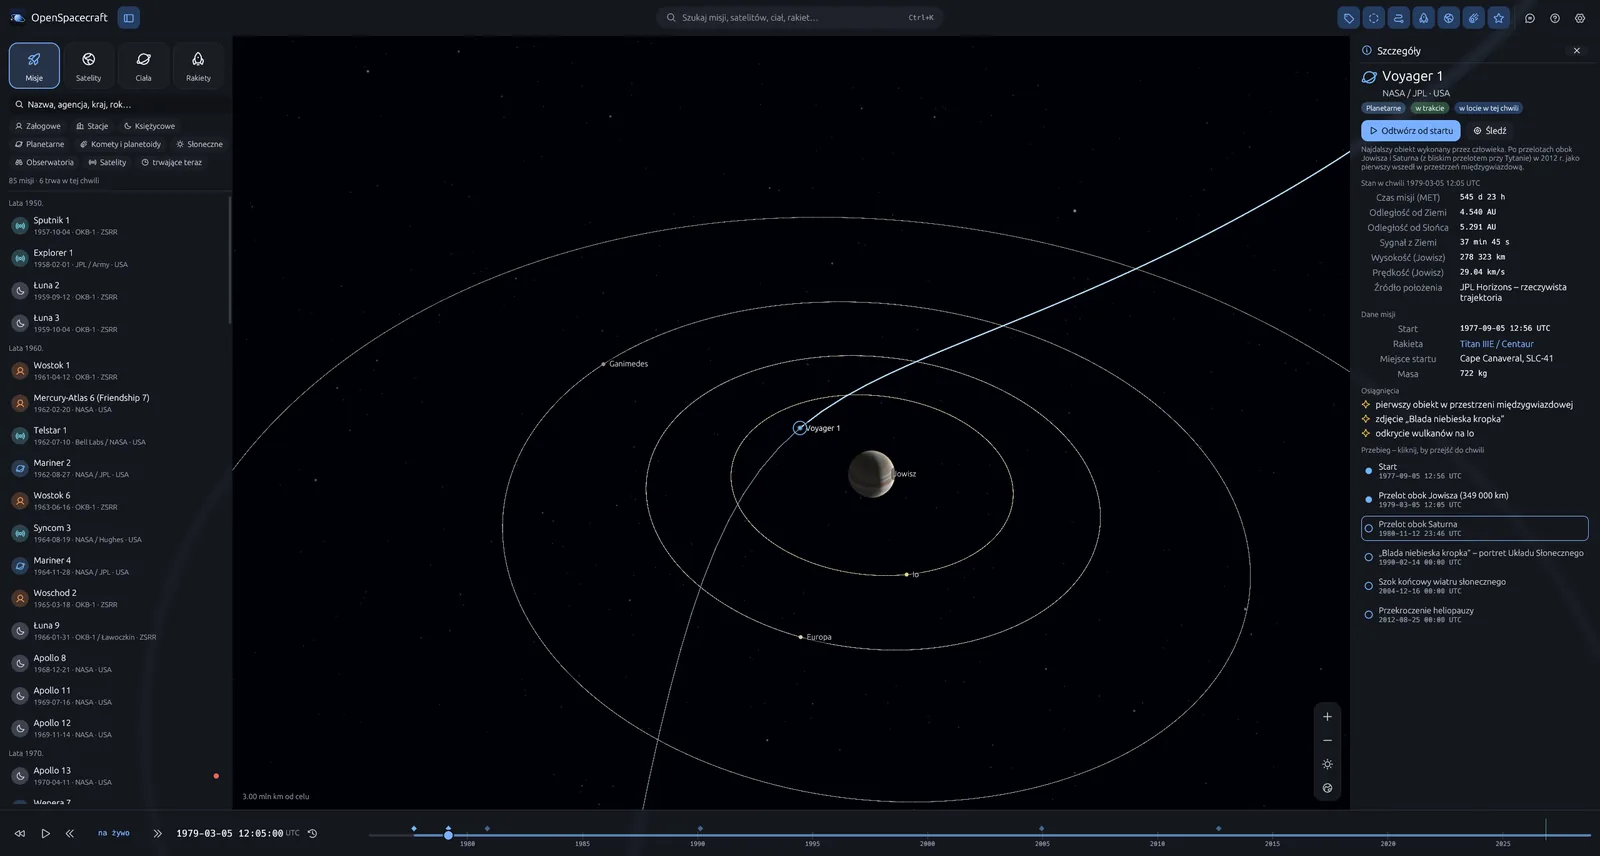 OpenSpacecraft
Szukaj misji, satelitów, ciał, rakiet…
Ctrl+K
Misje
Satelity
Ciała
Rakiety
Nazwa, agencja, kraj, rok…
Załogowe
Stacje
Księżycowe
Planetarne
Komety i planetoidy
Słoneczne
Obserwatoria
Satelity
trwające teraz
85 misji · 6 trwa w tej chwili
Lata 1950.
Sputnik 1
1957-10-04 · OKB-1 · ZSRR
Explorer 1
1958-02-01 · JPL / Army · USA
Łuna 2
1959-09-12 · OKB-1 · ZSRR
Łuna 3
1959-10-04 · OKB-1 · ZSRR
Lata 1960.
Wostok 1
1961-04-12 · OKB-1 · ZSRR
Mercury-Atlas 6 (Friendship 7)
1962-02-20 · NASA · USA
Telstar 1
1962-07-10 · Bell Labs / NASA · USA
Mariner 2
1962-08-27 · NASA / JPL · USA
Wostok 6
1963-06-16 · OKB-1 · ZSRR
Syncom 3
1964-08-19 · NASA / Hughes · USA
Mariner 4
1964-11-28 · NASA / JPL · USA
Woschod 2
1965-03-18 · OKB-1 · ZSRR
Łuna 9
1966-01-31 · OKB-1 / Ławoczkin · ZSRR
Apollo 8
1968-12-21 · NASA · USA
Apollo 11
1969-07-16 · NASA · USA
Apollo 12
1969-11-14 · NASA · USA
Lata 1970.
Apollo 13
1970-04-11 · NASA · USA
Wenera 7
Ganimedes
Voyager 1
Jowisz
Io
Europa
3.00 mln km od celu
Szczegóły
Voyager 1
NASA / JPL · USA
Planetarne
w trakcie
w locie w tej chwili
Odtwórz od startu
Śledź
Najdalszy obiekt wykonany przez człowieka. Po przelotach obok
Jowisza i Saturna (z bliskim przelotem przy Tytanie) w 2012 r. jako
pierwszy wszedł w przestrzeń międzygwiazdową.
Stan w chwili 1979-03-05 12:05 UTC
Czas misji (MET) 545 d 23 h
Odległość od Ziemi 4.540 AU
Odległość od Słońca 5.291 AU
Sygnał z Ziemi 37 min 45 s
Wysokość (Jowisz) 278 323 km
Prędkość (Jowisz) 29.04 km/s
Źródło położenia JPL Horizons – rzeczywista
trajektoria
Dane misji
Start 1977-09-05 12:56 UTC
Rakieta Titan IIIE / Centaur
Miejsce startu Cape Canaveral, SLC-41
Masa 722 kg
Osiągnięcia
pierwszy obiekt w przestrzeni międzygwiazdowej
zdjęcie „Blada niebieska kropka”
odkrycie wulkanów na Io
Przebieg – kliknij, by przejść do chwili
Start
1977-09-05 12:56 UTC
Przelot obok Jowisza (349 000 km)
1979-03-05 12:05 UTC
Przelot obok Saturna
1980-11-12 23:46 UTC
„Blada niebieska kropka” – portret Układu Słonecznego
1990-02-14 00:00 UTC
Szok końcowy wiatru słonecznego
2004-12-16 00:00 UTC
Przekroczenie heliopauzy
2012-08-25 00:00 UTC
na żywo
1979-03-05 12:05:00 UTC
1980
1985
1990
1995
2000
2005
2010
2015
2020
2025